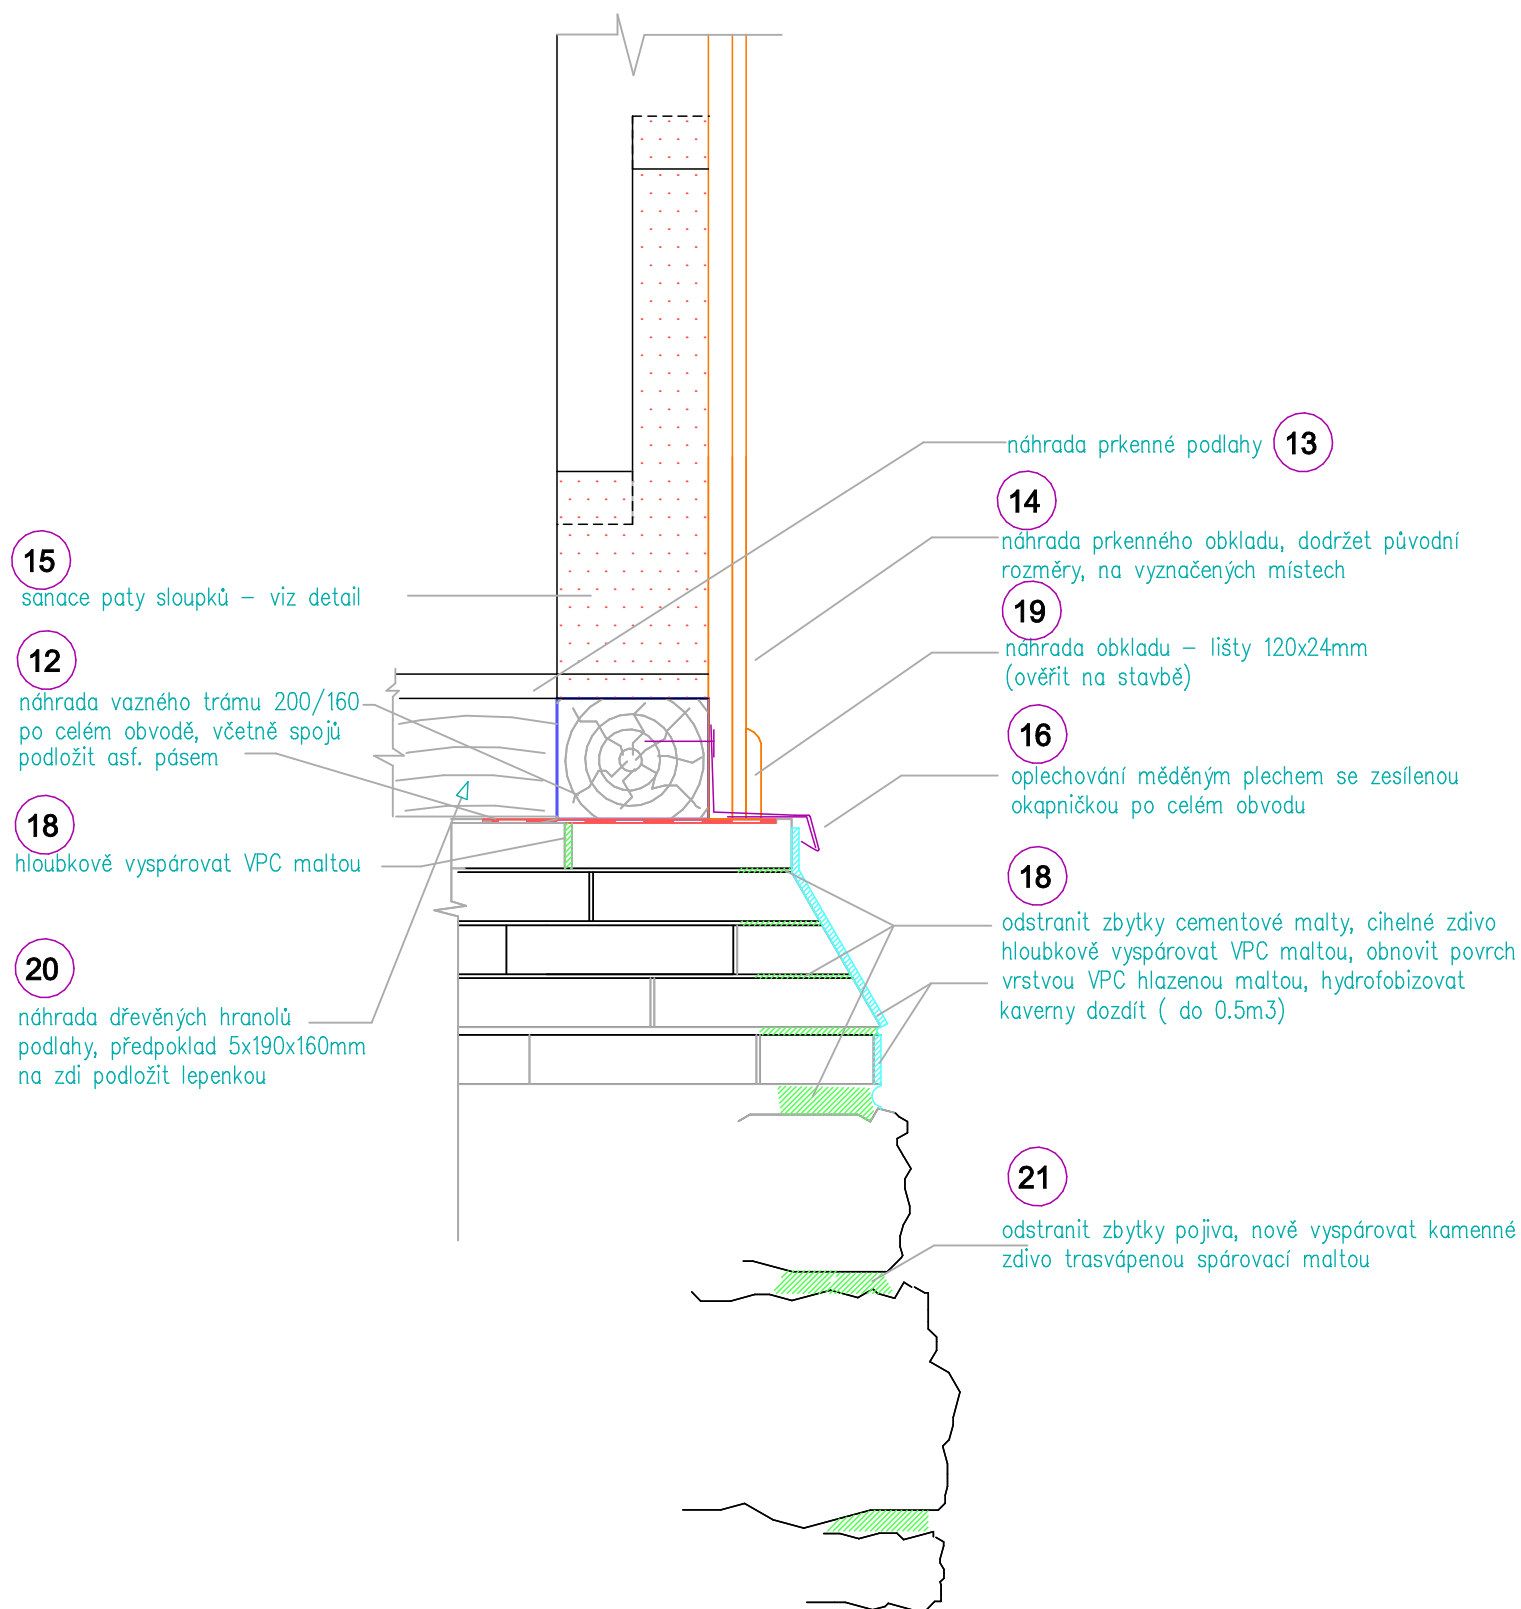 15
sanace paty sloupků – viz detail
12
náhrada vazného trámu 200/160
po celém obvodě, včetně spojů
podložit asf. pásem
18
hloubkově vyspárovat VPC maltou
20
náhrada dřevěných hranolů
podlahy, předpoklad 5x190x160mm
na zdi podložit lepenkou
náhrada prkenné podlahy 13
14
náhrada prkenného obkladu, dodržet původní
rozměry, na vyznačených místech
19
náhrada obkladu – lišty 120x24mm
(ověřit na stavbě)
16
oplechování měděným plechem se zesílenou
okapničkou po celém obvodu
18
odstranit zbytky cementové malty, cihelné zdivo
hloubkově vyspárovat VPC maltou, obnovit povrch
vrstvou VPC hlazenou maltou, hydrofobizovat
kaverny dozdít ( do 0.5m3)
21
odstranit zbytky pojiva, nově vyspárovat kamenné
zdivo trasvápenou spárovací maltou